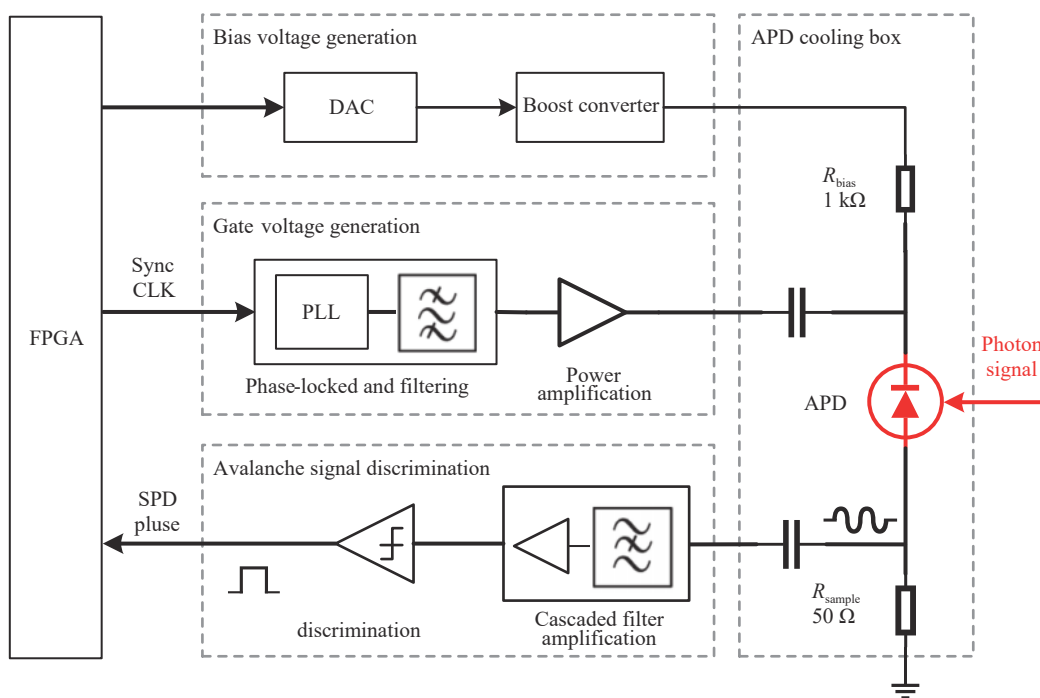 Bias voltage generation
APD cooling box
DAC
Boost converter
R_bias
1 kΩ
Gate voltage generation
Sync
CLK
PLL
FPGA
Phase-locked and filtering
Power
amplification
Photon
signal
APD
Avalanche signal discrimination
SPD
pluse
R_sample
50 Ω
discrimination
Cascaded filter
amplification